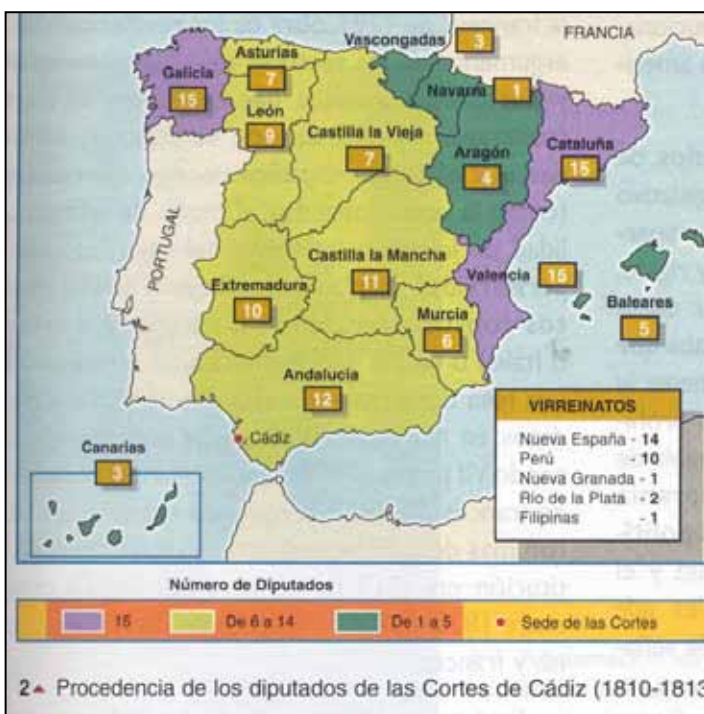 FRANCIA
Vascongadas
3
Asturias
7
Galicia
15
Navarra
1
León
9
Castilla la Vieja
7
Aragón
4
Cataluña
15
PORTUGAL
Castilla la Mancha
11
Valencia
15
Extremadura
10
Baleares
5
Murcia
6
Andalucía
12
Cádiz
Canarias
3
VIRREINATOS
Nueva España - 14
Perú - 10
Nueva Granada - 1
Río de la Plata - 2
Filipinas - 1
Número de Diputados
15
De 6 a 14
De 1 a 5
Sede de las Cortes
2 Procedencia de los diputados de las Cortes de Cádiz (1810-1813